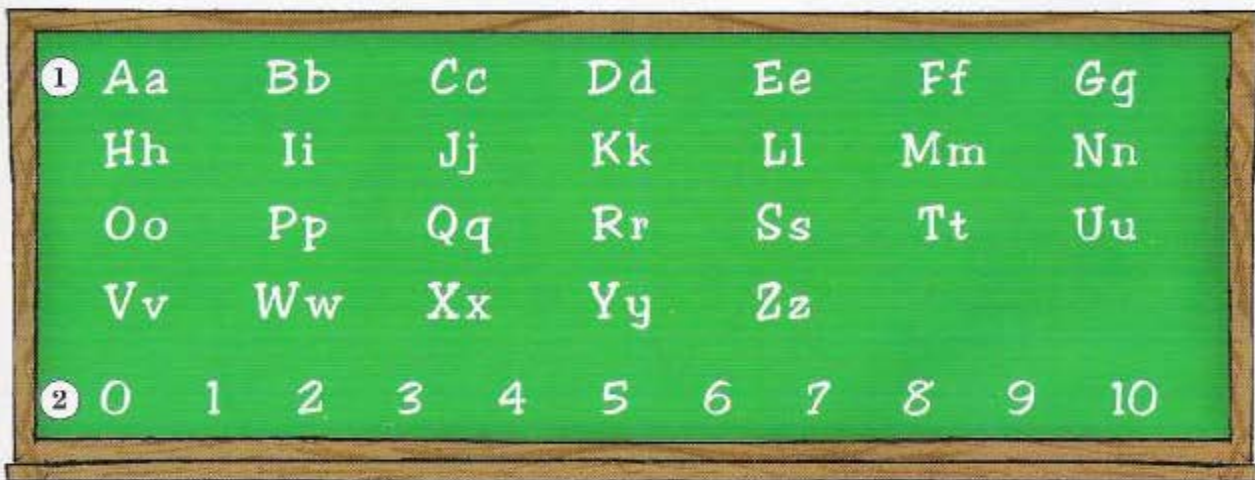 1 Aa Bb Cc Dd Ee Ff Gg
Hh Ii Jj Kk Ll Mm Nn
Oo Pp Qq Rr Ss Tt Uu
Vv Ww Xx Yy Zz
2 0 1 2 3 4 5 6 7 8 9 10